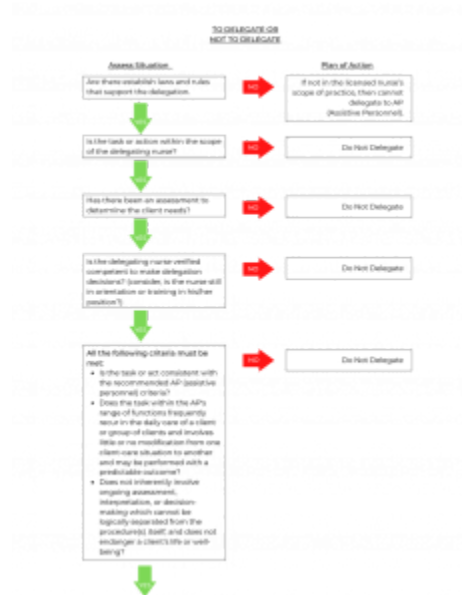 TO DELEGATE OR
NOT TO DELEGATE
Assess Situation
Plan of Action
Are there establish laws and rules
that support the delegation.
NO
If not in the licensed nurse's
scope of practice, then cannot
delegate to AP
(Assistive Personnel).
YES
Is the task or action within the scope
of the delegating nurse?
NO
Do Not Delegate
YES
Has there been an assessment to
determine the client needs?
NO
Do Not Delegate
YES
Is the delegating nurse verified
competent to make delegation
decisions? (consider, is the nurse still
in orientation or training in his/her
position?)
NO
Do Not Delegate
YES
All the following criteria must be
met:
NO
Do Not Delegate
• Is the task or act consistent with
the recommended AP (assistive
personnel) criteria?
• Does the task within the AP's
range of functions frequently
recur in the daily care of a client
or group of clients and involves
little or no modification from one
client-care situation to another
and may be performed with a
predictable outcome?
• Does not inherently involve
ongoing assessment,
interpretation, or decision-
making which cannot be
logically separated from the
procedure(s) itself, and does not
endanger a client's life or well-
being?
YES